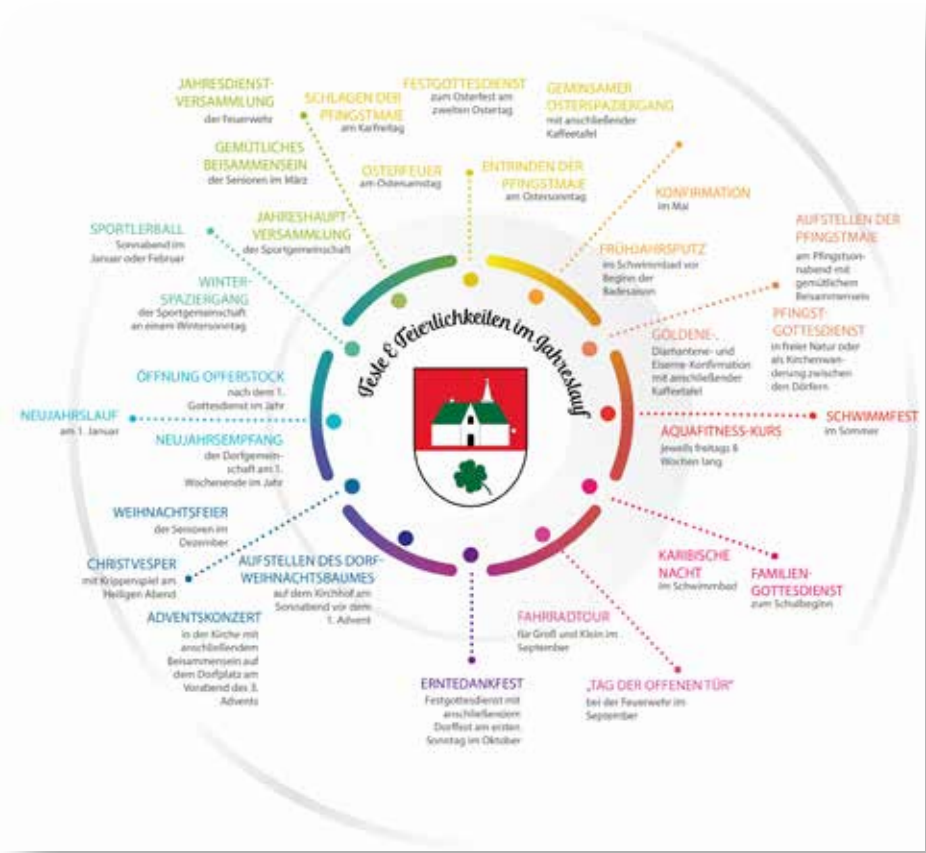 Feste & Feierlichkeiten im Jahreslauf
JAHRESDIENST-
VERSAMMLUNG
der Feuerwehr
SCHLAGEN DER
PFINGSTMAIE
am Karfreitag
FESTGOTTESDIENST
zum Osterfest am
zweiten Ostertag
GEMINSAMER
OSTERSPAZIERGANG
mit anschließender
Kaffeetafel
GEMÜTLICHES
BEISAMMENSEIN
der Senioren im März
OSTERFEUER
am Ostersamstag
ENTRINDEN DER
PFINGSTMAIE
am Ostersonntag
KONFIRMATION
im Mai
JAHRESHAUPT-
VERSAMMLUNG
der Sportgemeinschaft
SPORTLERBALL
Sonnabend im
Januar oder Februar
FRÜHJAHRSPUTZ
im Schwimmbad vor
Beginn der
Badesaison
AUFSTELLEN DER
PFINGSTMAIE
am Pfingstson-
nabend mit
gemütlichem
Beisammensein
WINTER-
SPAZIERGANG
der Sportgemeinschaft
an einem Wintersonntag
GOLDENE-,
Diamantene- und
Eiserne-Konfirmation
mit anschließender
Kaffeetafel
PFINGST-
GOTTESDIENST
in freier Natur oder
als Kirchenwan-
derung zwischen
den Dörfern
ÖFFNUNG OPFERSTOCK
nach dem 1.
Gottesdienst im Jahr
NEUJAHRSLAUF
am 1. Januar
NEUJAHRSEMPFANG
der Dorfgemein-
schaft am 1.
Wochenende im Jahr
AQUAFITNESS-KURS
jeweils freitags 6
Wochen lang
SCHWIMMFEST
im Sommer
WEIHNACHTSFEIER
der Senioren im
Dezember
CHRISTVESPER
mit Krippenspiel am
Heiligen Abend
AUFSTELLEN DES DORF-
WEIHNACHTSBAUMES
auf dem Kirchhof am
Sonnabend vor dem
1. Advent
ADVENTSKONZERT
in der Kirche mit
anschließendem
Beisammensein auf
dem Dorfplatz am
Vorabend des 3.
Advents
KARIBISCHE
NACHT
im Schwimmbad
FAMILIEN-
GOTTESDIENST
zum Schulbeginn
FAHRRADTOUR
für Groß und Klein im
September
ERNTEDANKFEST
Festgottesdienst mit
anschließendem
Dorffest am ersten
Sonntag im Oktober
„TAG DER OFFENEN TÜR"
bei der Feuerwehr im
September